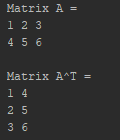 Matrix A =
1 2 3
4 5 6

Matrix A^T =
1 4
2 5
3 6